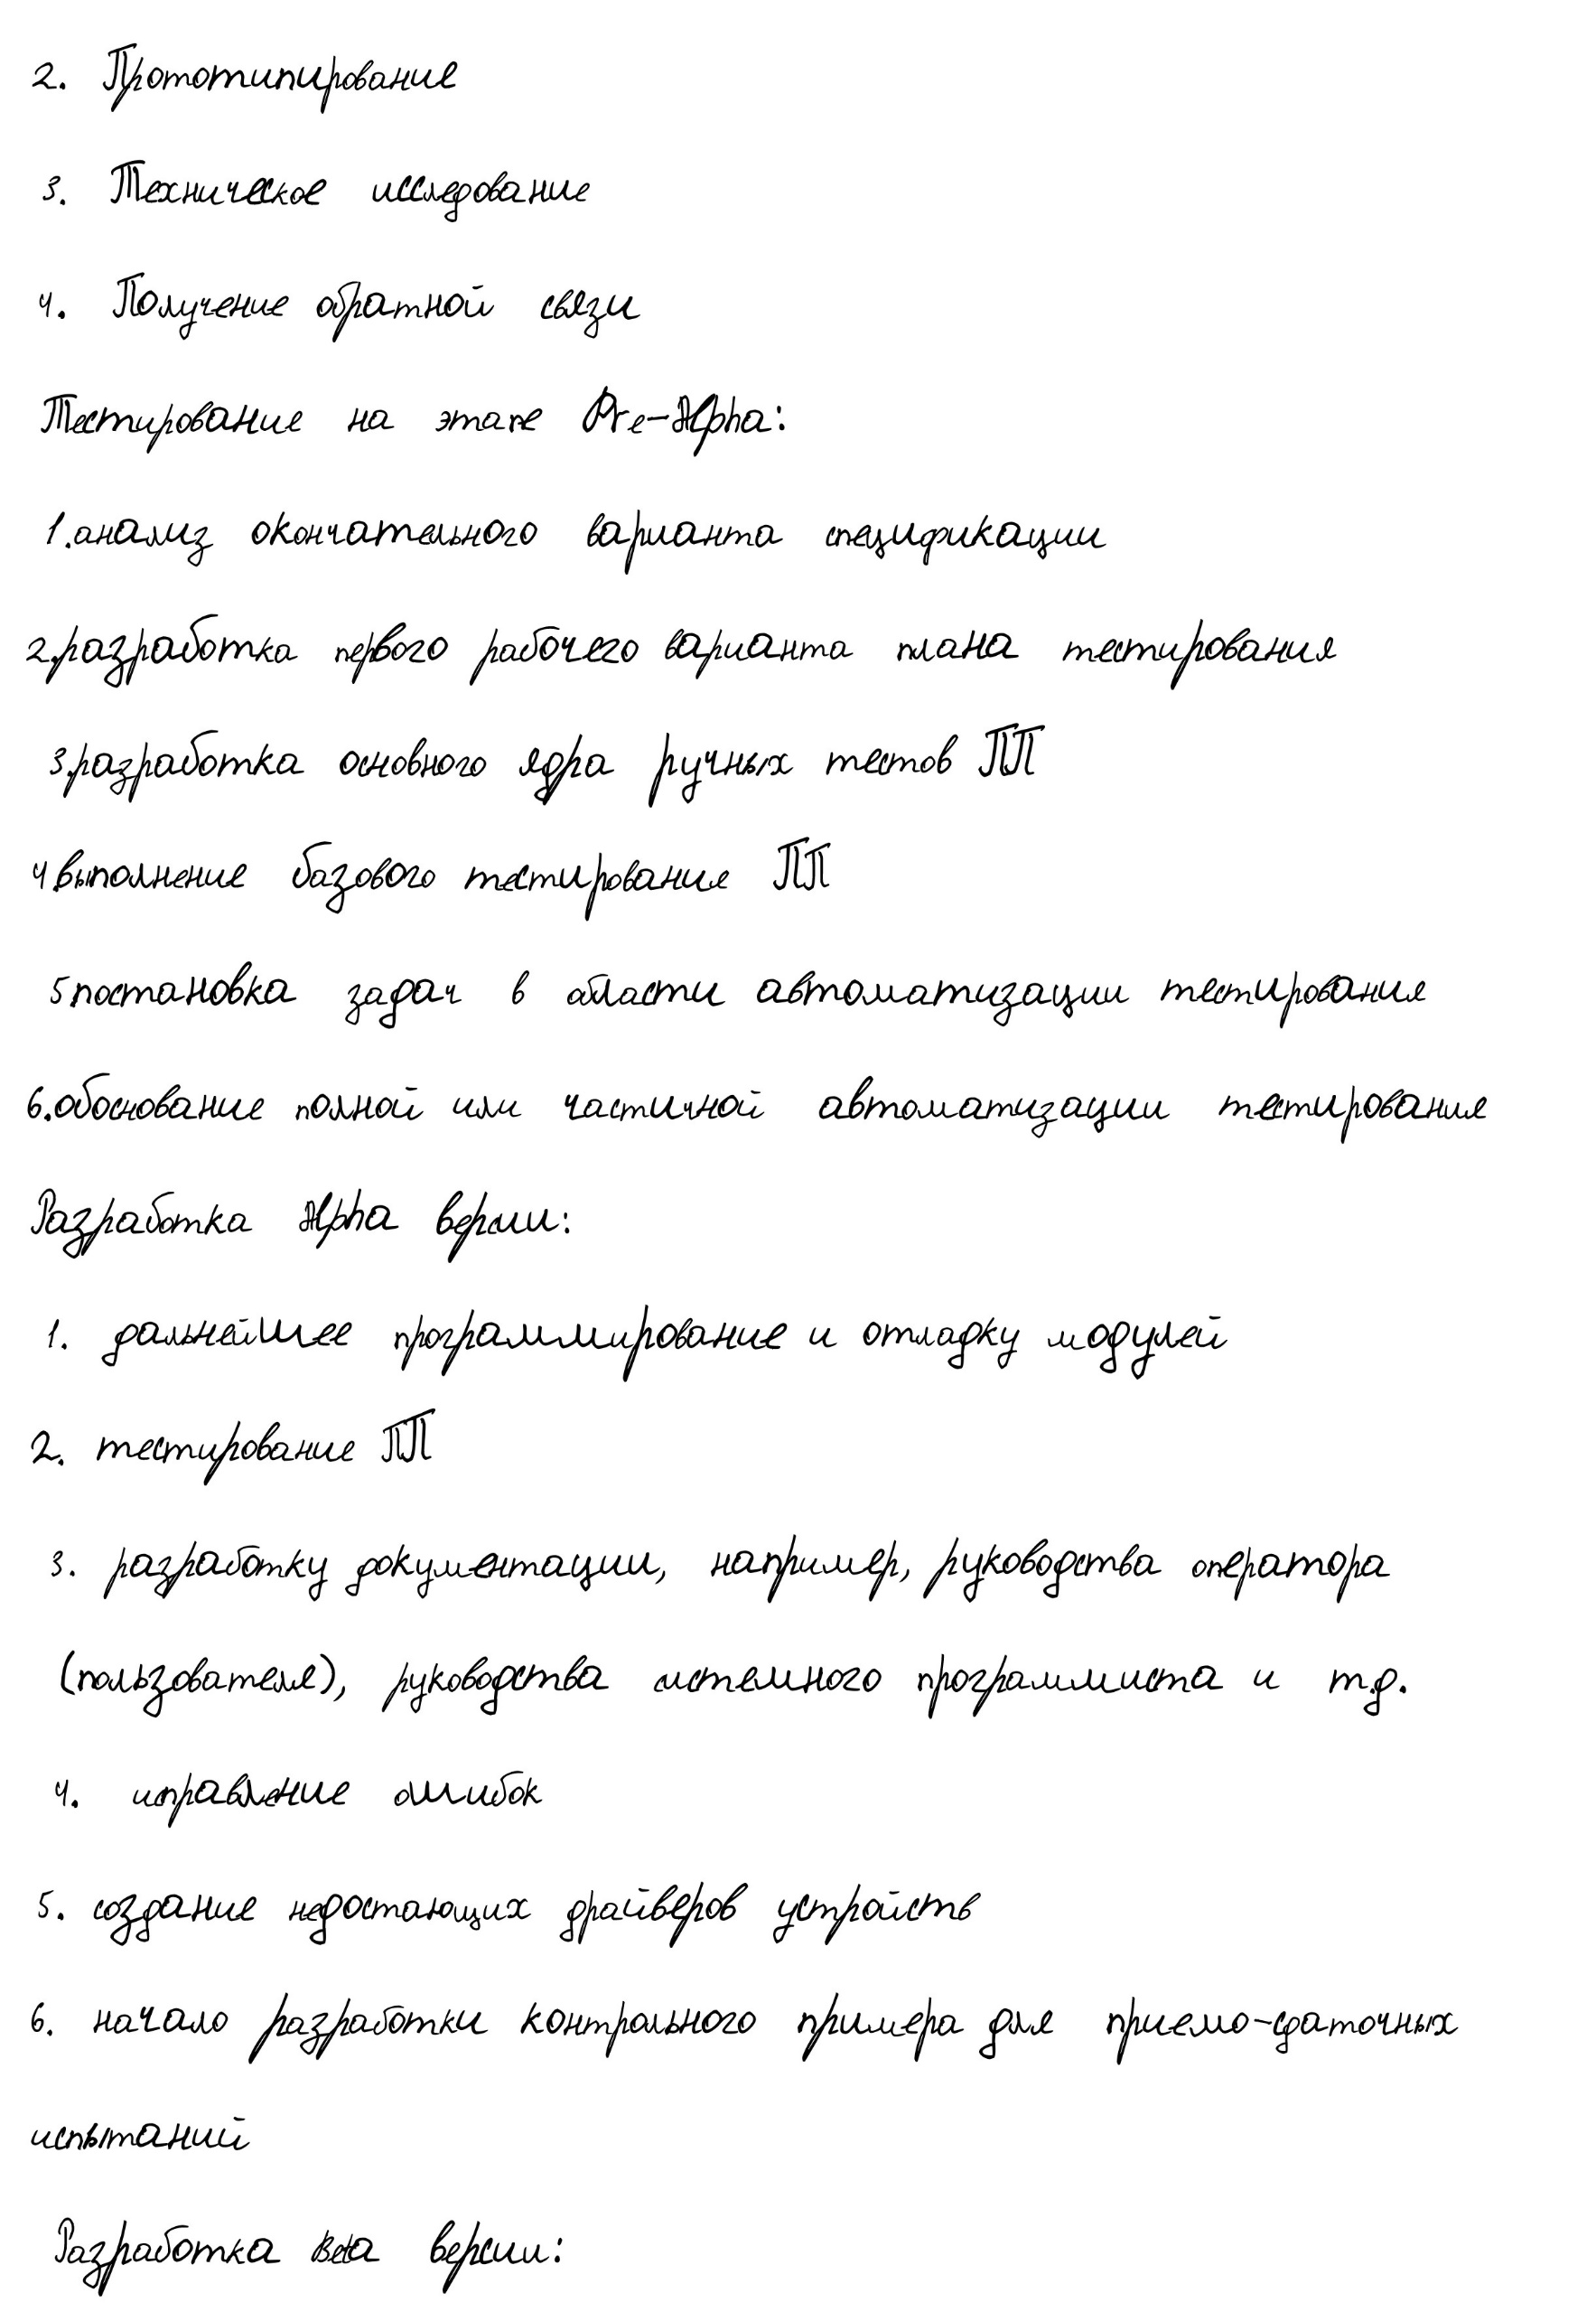 2. Прототипирование
3. Техническое исследование
4. Получение обратной связи
Тестирование на этапе Pre-Alpha:
1.анализ окончательного варианта спецификации
2.разработка первого рабочего варианта плана тестирования
3.разработка основного ядра ручных тестов ПП
4выполнение базового тестирования ПП
5постановка задач в области автоматизации тестирования
6.обоснование полной или частичной автоматизации тестирования
Разработка Alpha версии:
1. дальнейшее программирование и отладку модулей
2. тестирование ПП
3. разработку документации, например, руководства оператора
(пользователя), руководства системного программиста и т.д.
4. исправление ошибок
5. создание недостающих драйверов устройств
6. начало разработки контрольного примера для приемо-сдаточных
испытаний
Разработка Beta версии: